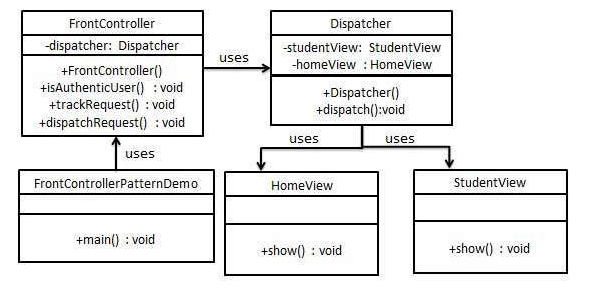 FrontController
-dispatcher: Dispatcher
+FrontController()
+isAuthenticUser() : void
+trackRequest() : void
+dispatchRequest() : void
uses
Dispatcher
-studentView: StudentView
-homeView : HomeView
+Dispatcher()
+dispatch():void
uses
uses
uses
FrontControllerPatternDemo
+main() : void
HomeView
+show() : void
StudentView
+show() : void